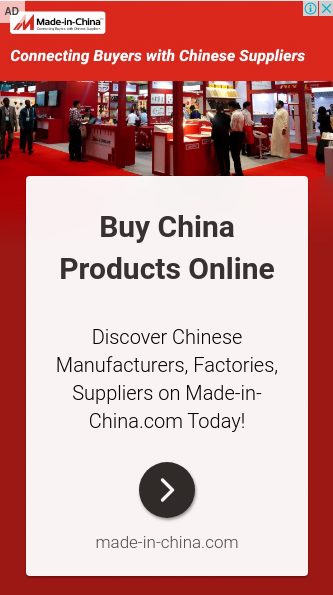 AD
Made-in-China
Connecting Buyers with Chinese Suppliers
Connecting Buyers with Chinese Suppliers
Buy China
Products Online
Discover Chinese
Manufacturers, Factories,
Suppliers on Made-in-
China.com Today!
made-in-china.com